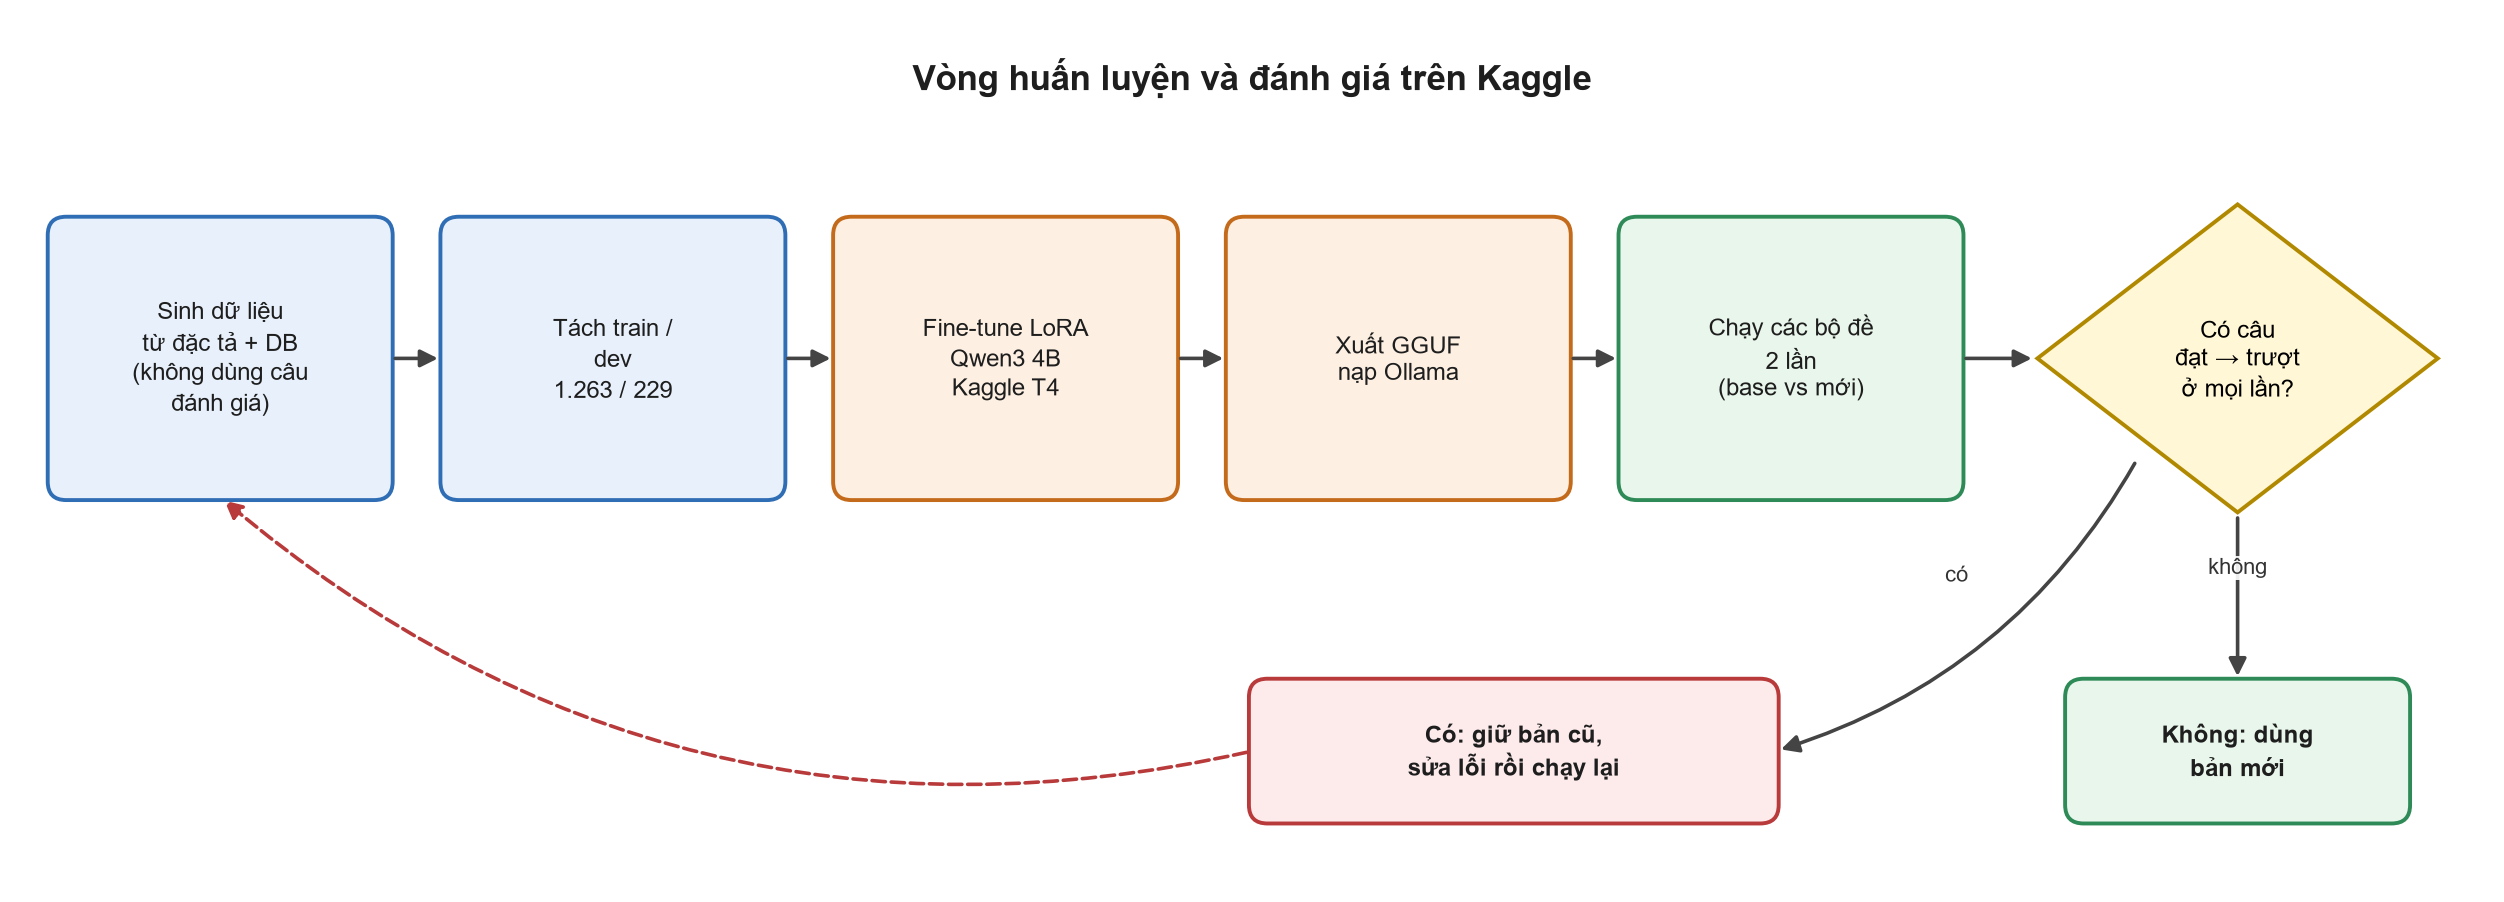 Vòng huấn luyện và đánh giá trên Kaggle
Sinh dữ liệu
từ đặc tả + DB
(không dùng câu
đánh giá)
Tách train /
dev
1.263 / 229
Fine-tune LoRA
Qwen3 4B
Kaggle T4
Xuất GGUF
nạp Ollama
Chạy các bộ đề
2 lần
(base vs mới)
Có câu
đạt → trượt
ở mọi lần?
có
không
Có: giữ bản cũ,
sửa lỗi rồi chạy lại
Không: dùng
bản mới